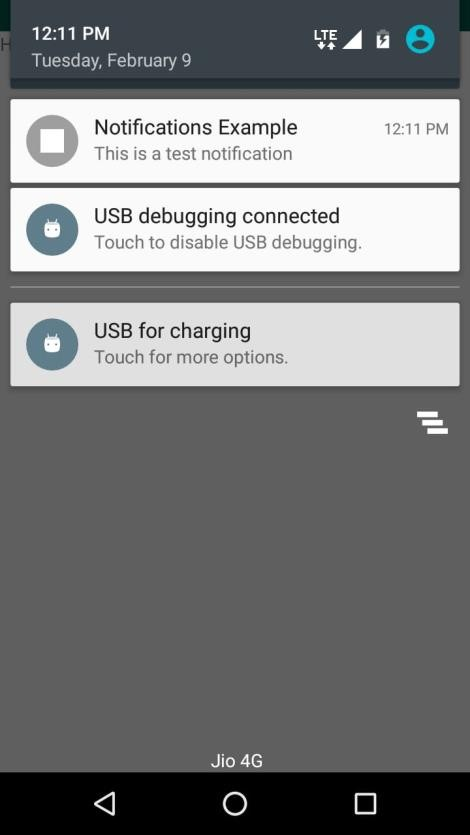 12:11 PM
LTE
Tuesday, February 9
H
Notifications Example
12:11 PM
This is a test notification
USB debugging connected
Touch to disable USB debugging.
USB for charging
Touch for more options.
Jio 4G